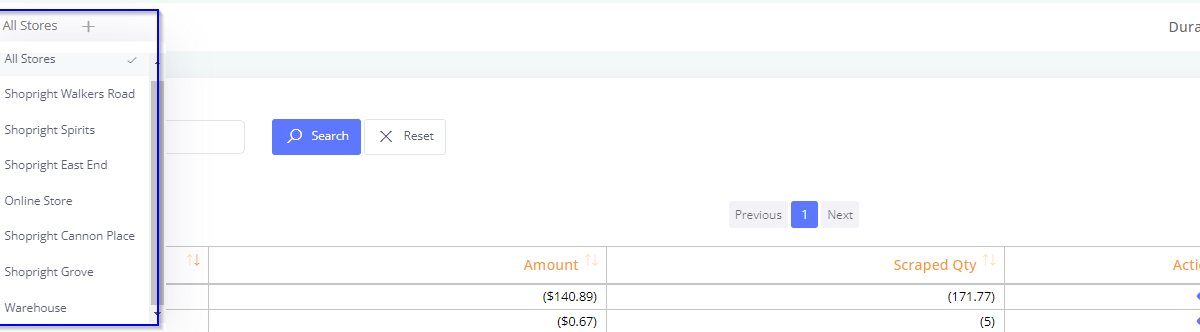 All Stores
Dura
All Stores
Shopright Walkers Road
Shopright Spirits
Search
Reset
Shopright East End
Online Store
Previous 1 Next
Shopright Cannon Place
Shopright Grove
Amount Scraped Qty Acti
Warehouse
($140.89) (171.77)
($0.67) (5)